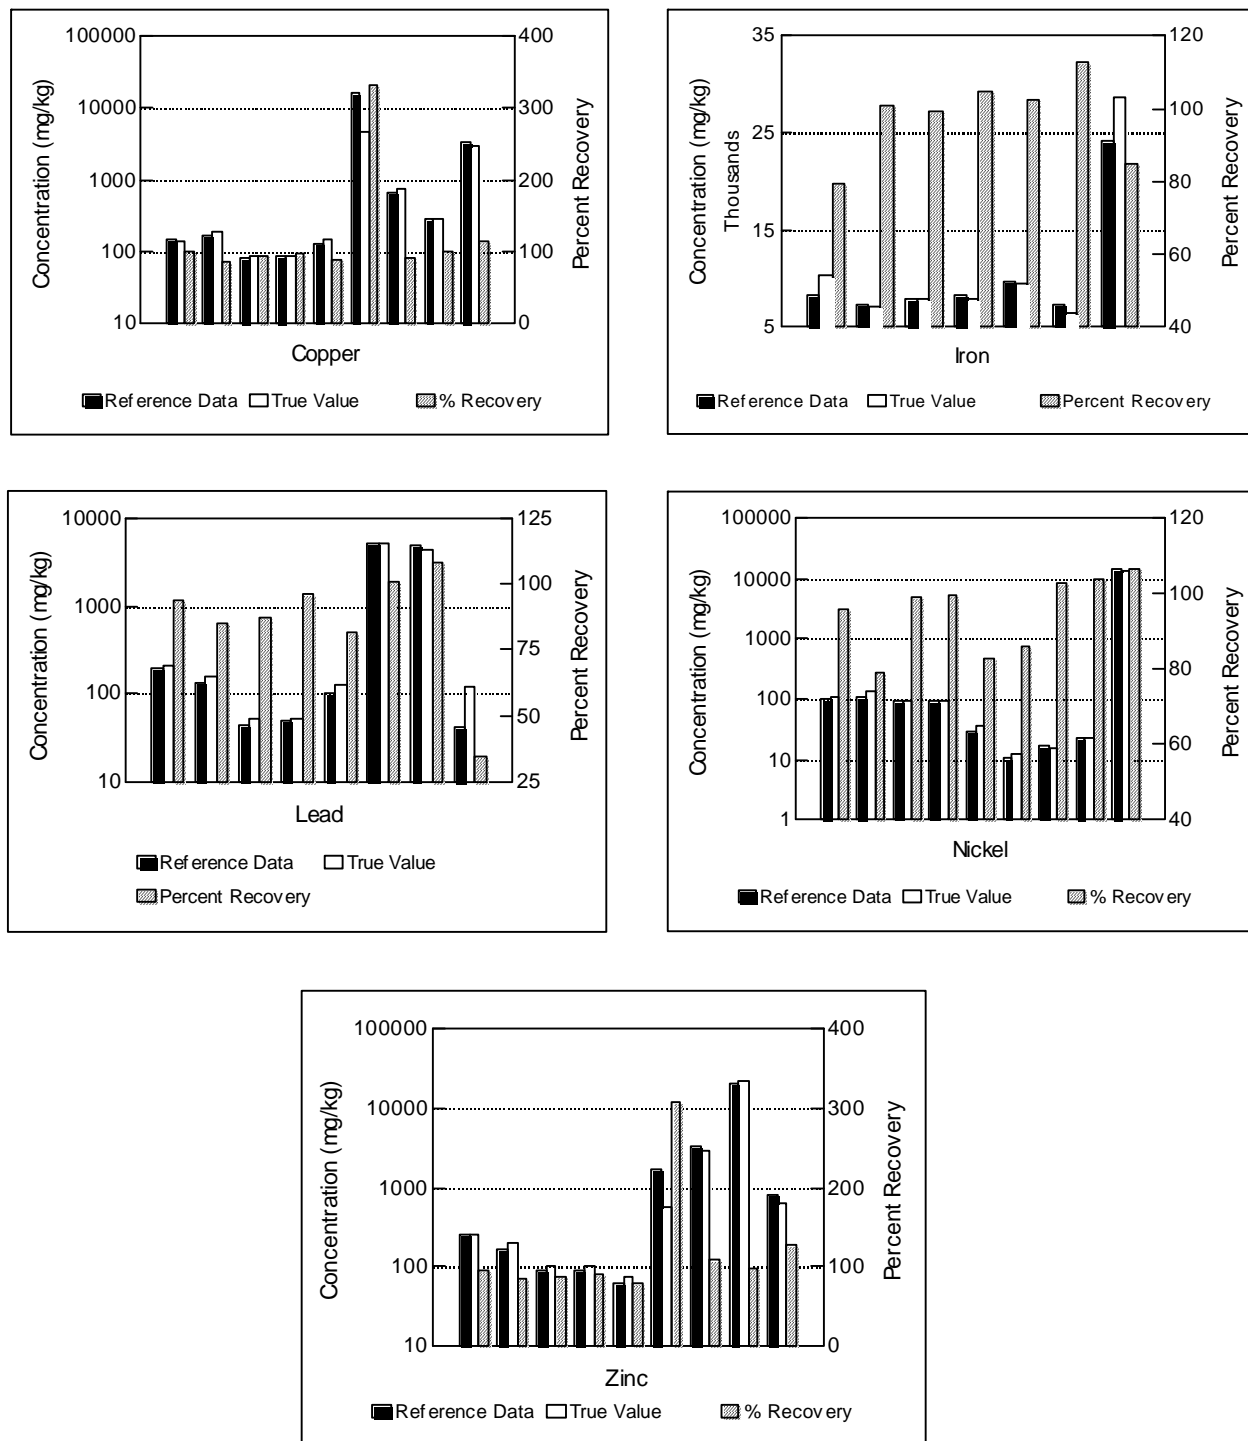 Concentration (mg/kg)
100000
10000
1000
100
10
400
300
200
100
0
Percent Recovery
Copper
Reference Data True Value % Recovery
Concentration (mg/kg)
Thousands
35
25
15
5
120
100
80
60
40
Percent Recovery
Iron
Reference Data True Value Percent Recovery
Concentration (mg/kg)
10000
1000
100
10
125
100
75
50
25
Percent Recovery
Lead
Reference Data True Value
Percent Recovery
Concentration (mg/kg)
100000
10000
1000
100
10
1
120
100
80
60
40
Percent Recovery
Nickel
Reference Data True Value % Recovery
Concentration (mg/kg)
100000
10000
1000
100
10
400
300
200
100
0
Percent Recovery
Zinc
Reference Data True Value % Recovery